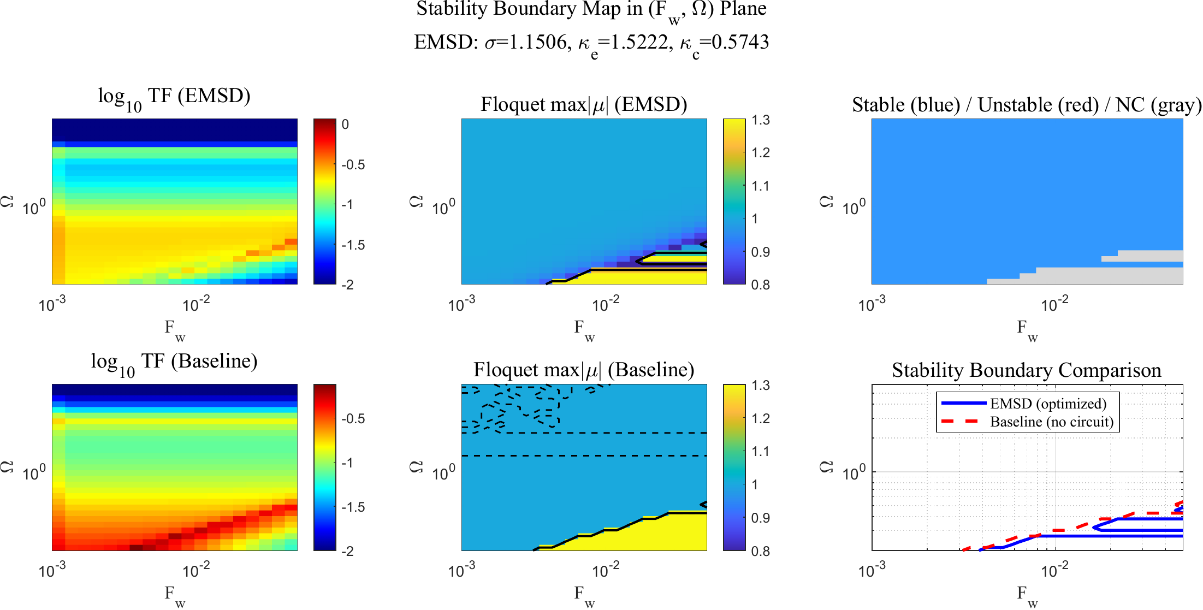 Stability Boundary Map in (F_w, Ω) Plane
EMSD: σ=1.1506, κ_e=1.5222, κ_c=0.5743
log_10 TF (EMSD)
Ω
10^0
10^-3
10^-2
F_w
0
-0.5
-1
-1.5
-2
Floquet max|μ| (EMSD)
Ω
10^0
10^-3
10^-2
F_w
1.3
1.2
1.1
1
0.9
0.8
Stable (blue) / Unstable (red) / NC (gray)
Ω
10^0
10^-3
10^-2
F_w
log_10 TF (Baseline)
Ω
10^0
10^-3
10^-2
F_w
-0.5
-1
-1.5
-2
Floquet max|μ| (Baseline)
Ω
10^0
10^-3
10^-2
F_w
1.3
1.2
1.1
1
0.9
0.8
Stability Boundary Comparison
EMSD (optimized)
Baseline (no circuit)
Ω
10^0
10^-3
10^-2
F_w